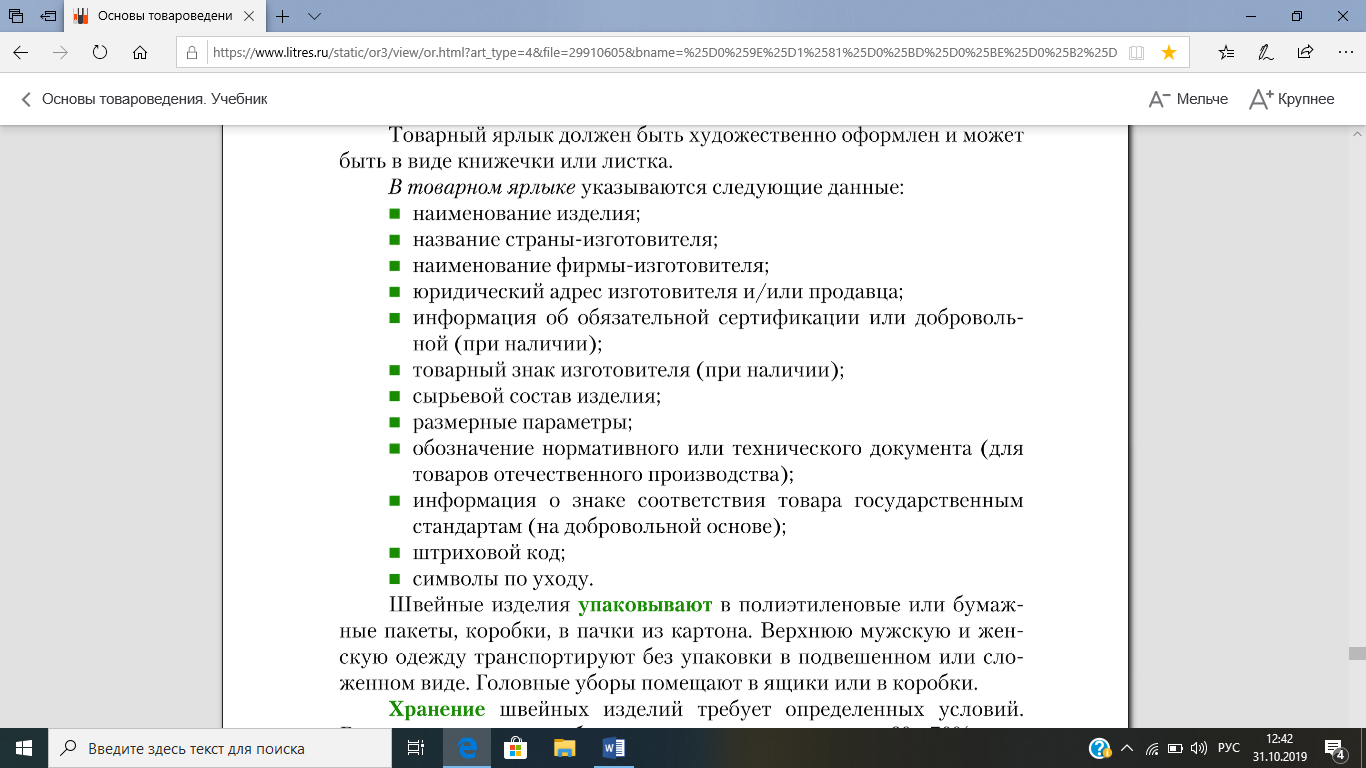 Основы товароведени
https://www.litres.ru/static/or3/view/or.html?art_type=4&file=29910605&bname=%25D0%259E%25D1%2581%25D0%25BD%25D0%25BE%25D0%25B2%25D
Основы товароведения. Учебник
А− Мельче
А+ Крупнее
Товарный ярлык должен быть художественно оформлен и может
быть в виде книжечки или листка.
В товарном ярлыке указываются следующие данные:
наименование изделия;
название страны-изготовителя;
наименование фирмы-изготовителя;
юридический адрес изготовителя и/или продавца;
информация об обязательной сертификации или доброволь-
ной (при наличии);
товарный знак изготовителя (при наличии);
сырьевой состав изделия;
размерные параметры;
обозначение нормативного или технического документа (для
товаров отечественного производства);
информация о знаке соответствия товара государственным
стандартам (на добровольной основе);
штриховой код;
символы по уходу.
Швейные изделия упаковывают в полиэтиленовые или бумаж-
ные пакеты, коробки, в пачки из картона. Верхнюю мужскую и жен-
скую одежду транспортируют без упаковки в подвешенном или сло-
женном виде. Головные уборы помещают в ящики или в коробки.
Хранение швейных изделий требует определенных условий.
Введите здесь текст для поиска
РУС
12:42
31.10.2019
4